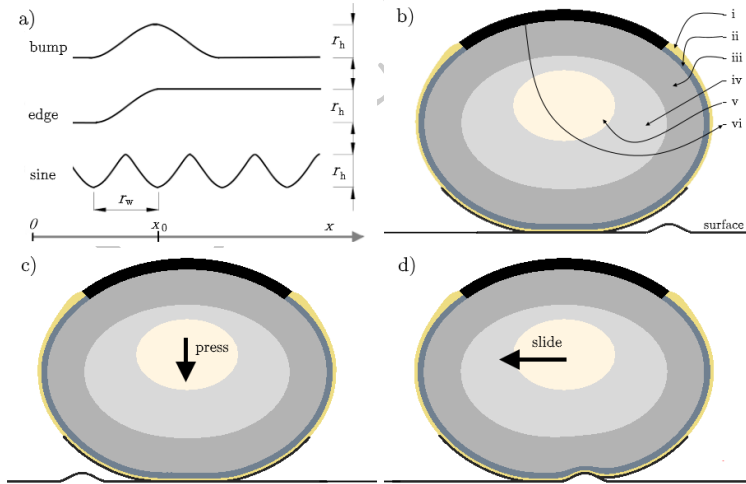 a)
bump
r_h
edge
r_h
sine
r_h
r_w
0
x_0
x
b)
i
ii
iii
iv
v
vi
surface
c)
press
d)
slide